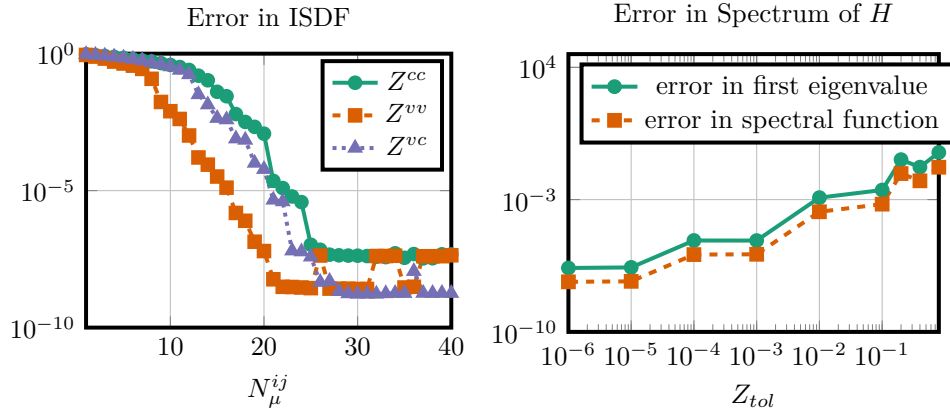 Error in ISDF
10^0
10^−5
10^−10
10
20
30
40
N_μ^{ij}
Z^{cc}
Z^{vv}
Z^{vc}
Error in Spectrum of H
10^4
10^−3
10^−10
10^−6
10^−5
10^−4
10^−3
10^−2
10^−1
Z_{tol}
error in first eigenvalue
error in spectral function